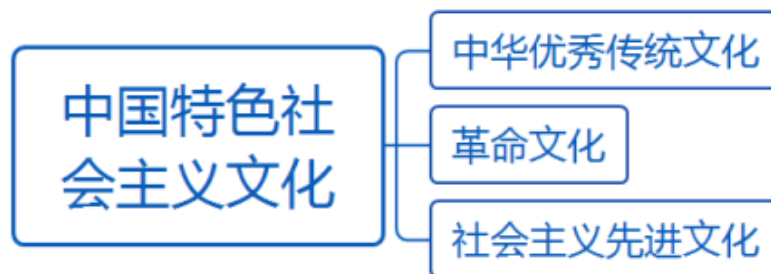 中国特色社
会主义文化
中华优秀传统文化
革命文化
社会主义先进文化